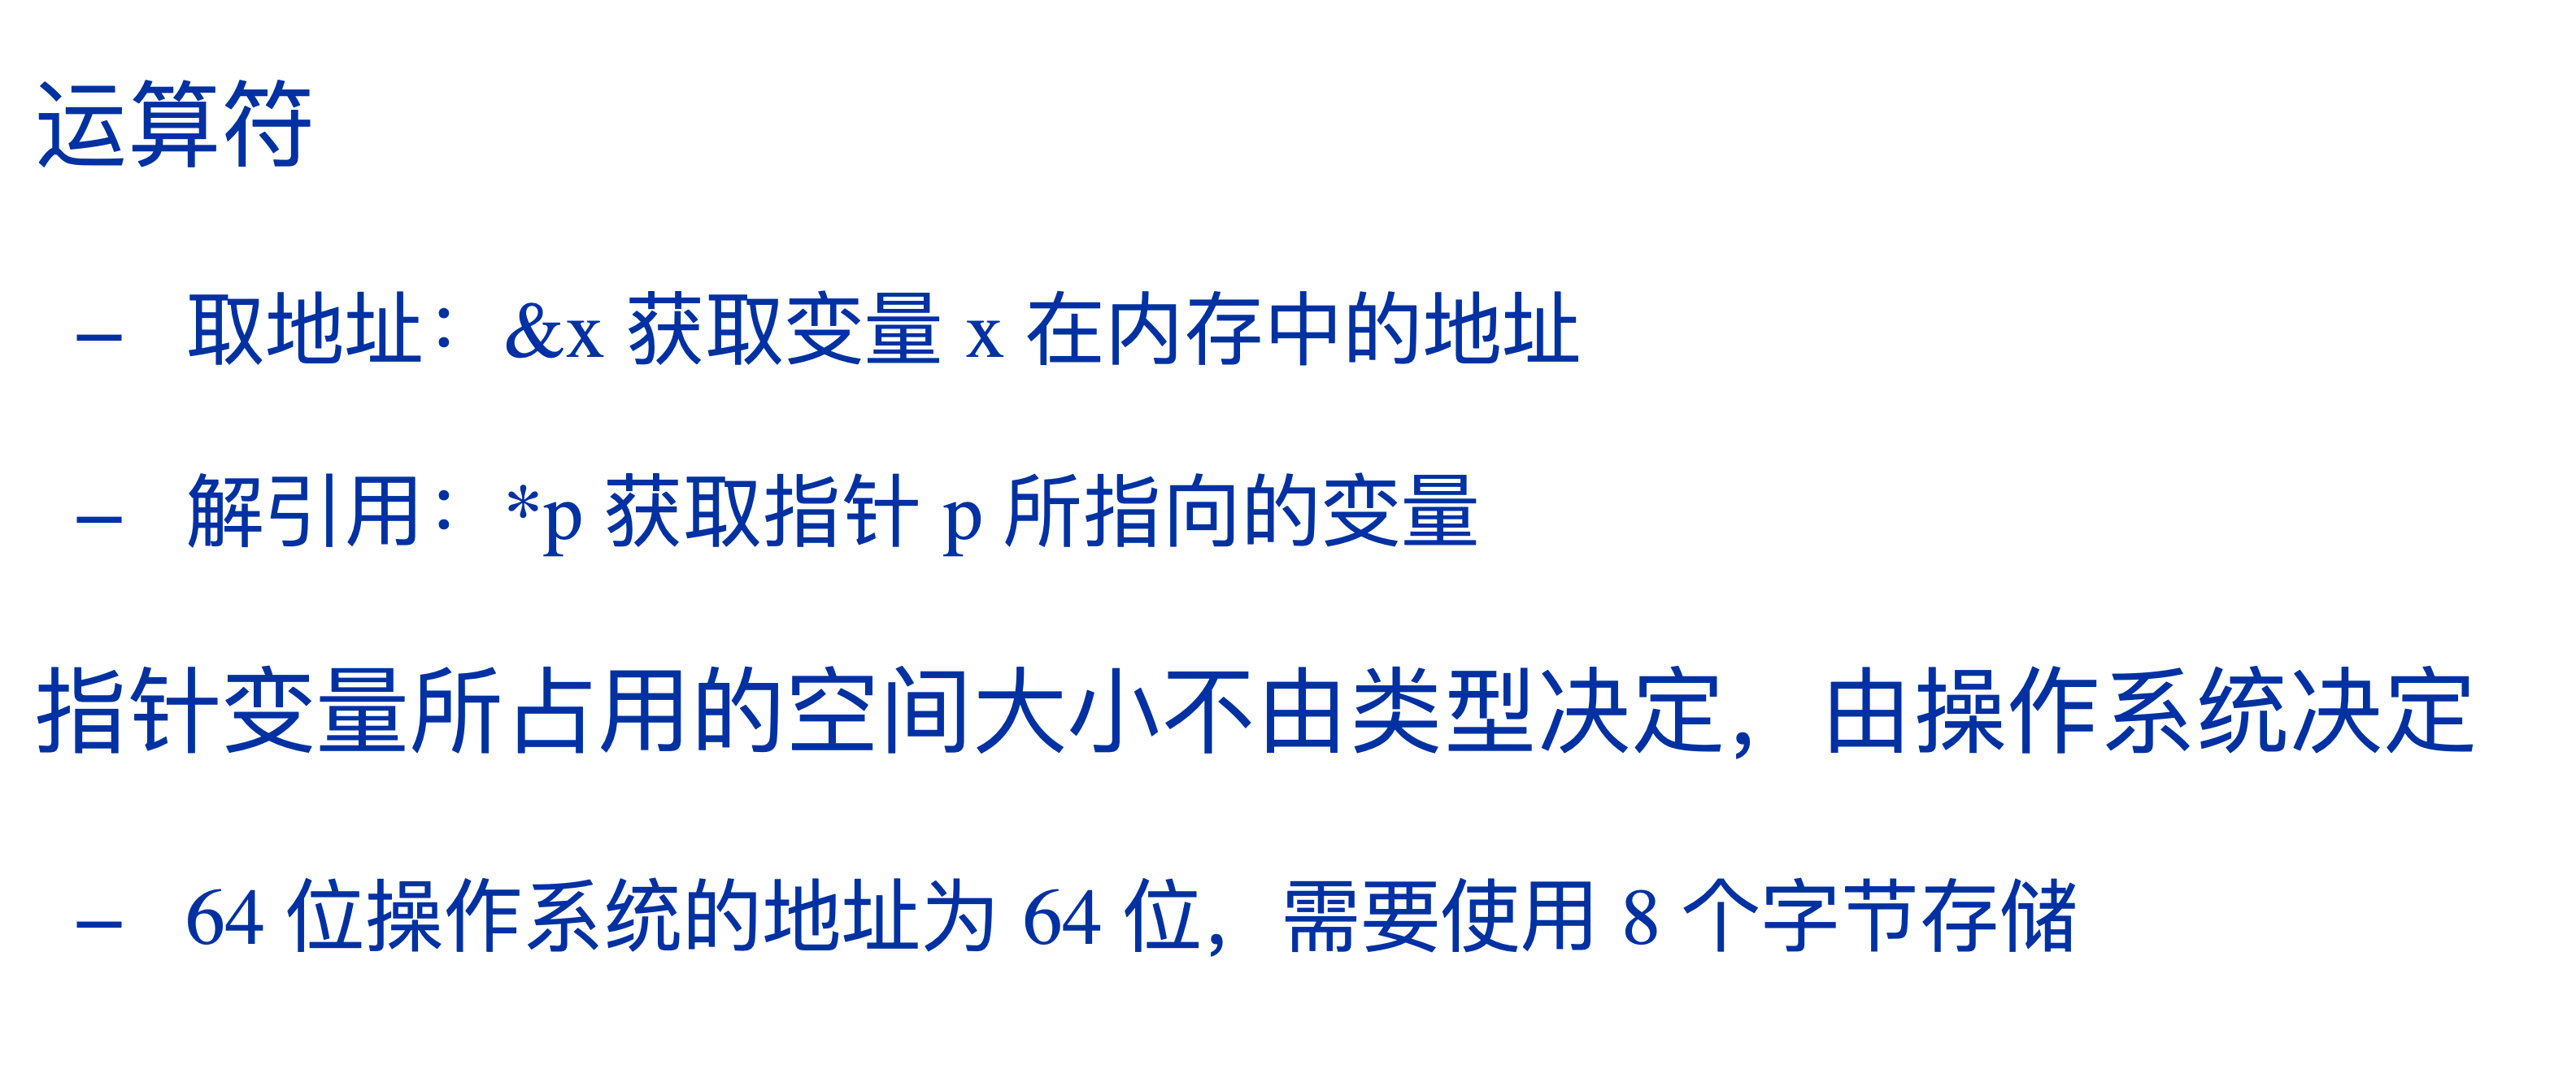 运算符
– 取地址：&x 获取变量 x 在内存中的地址
– 解引用：*p 获取指针 p 所指向的变量
指针变量所占用的空间大小不由类型决定，由操作系统决定
– 64 位操作系统的地址为 64 位，需要使用 8 个字节存储